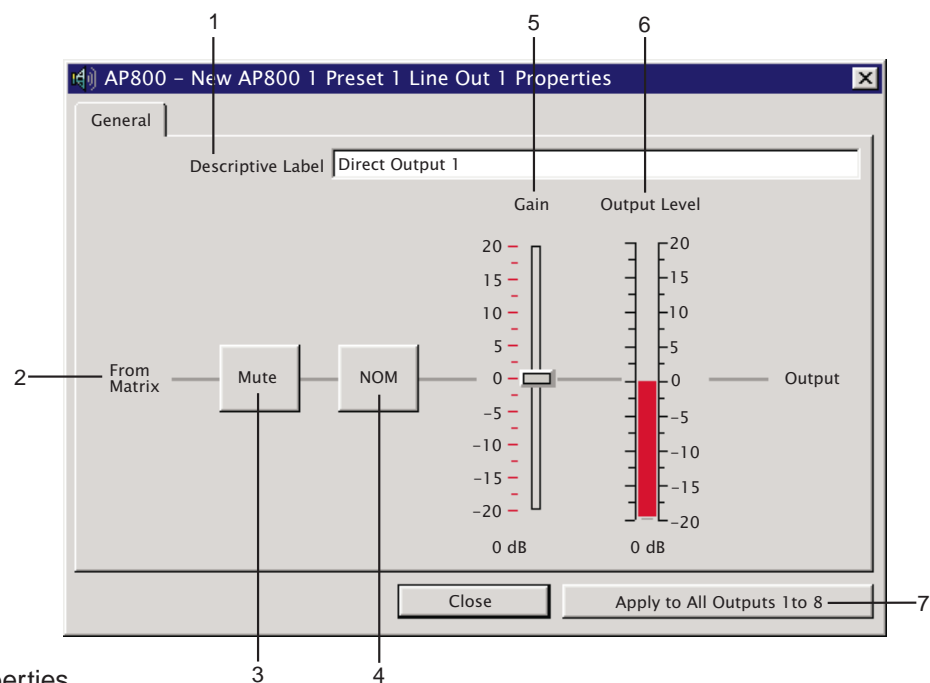 1 5 6
AP800 – New AP800 1 Preset 1 Line Out 1 Properties
General
Descriptive Label Direct Output 1
Gain Output Level
20 20
15 15
10 10
5 5
2 From Matrix Mute NOM 0 0 Output
–5 –5
–10 –10
–15 –15
–20 –20
0 dB 0 dB
Close Apply to All Outputs 1to 8 7
3 4